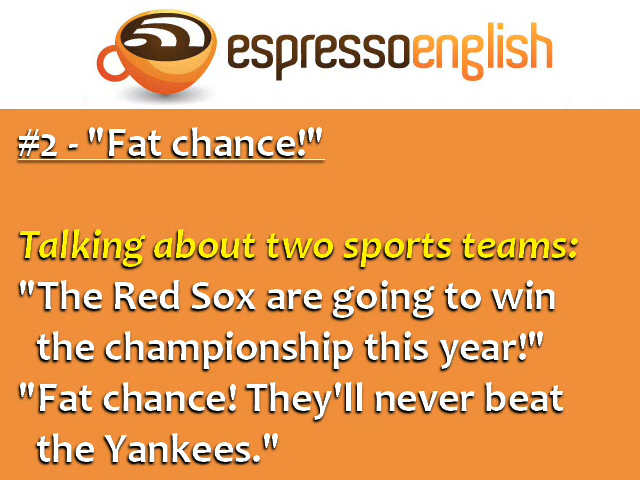 espressoenglish
#2 - "Fat chance!"
Talking about two sports teams:
"The Red Sox are going to win
the championship this year!"
"Fat chance! They'll never beat
the Yankees."